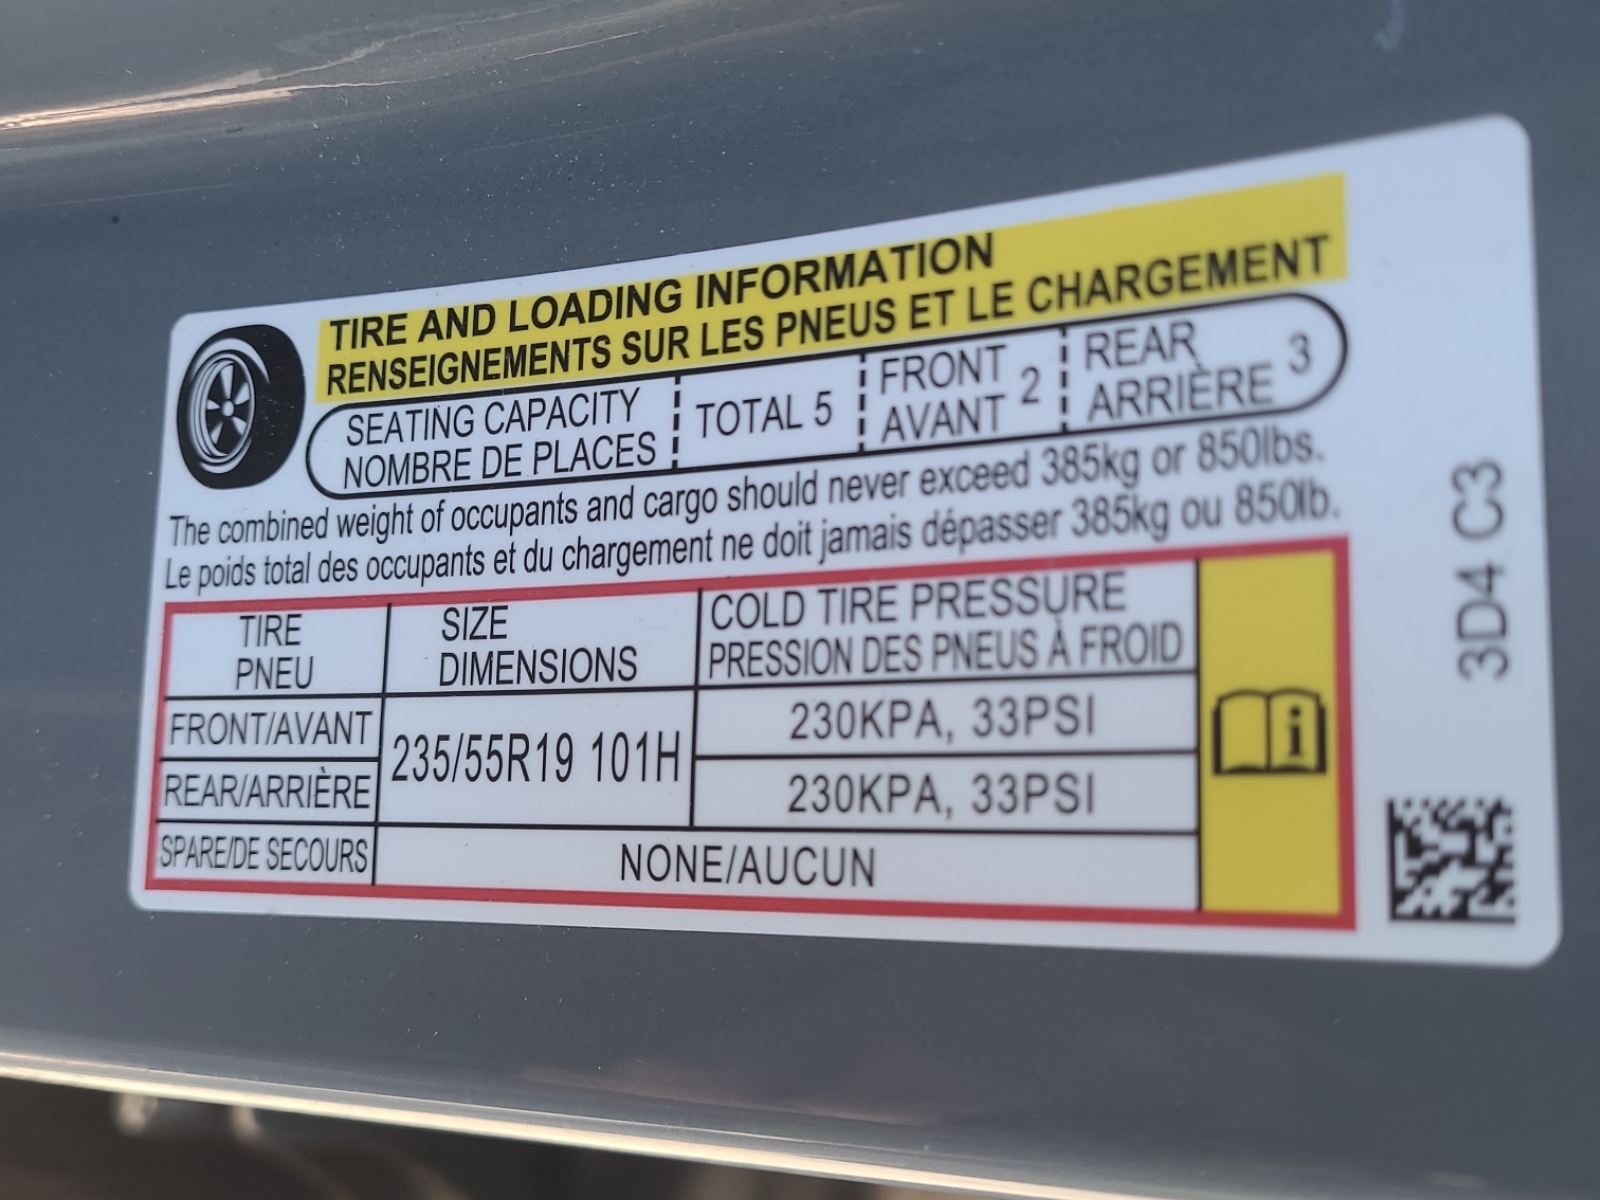 TIRE AND LOADING INFORMATION
RENSEIGNEMENTS SUR LES PNEUS ET LE CHARGEMENT
SEATING CAPACITY
NOMBRE DE PLACES
TOTAL 5
FRONT
AVANT 2
REAR
ARRIÈRE 3
The combined weight of occupants and cargo should never exceed 385kg or 850lbs.
Le poids total des occupants et du chargement ne doit jamais dépasser 385kg ou 850lb.
TIRE
PNEU
SIZE
DIMENSIONS
COLD TIRE PRESSURE
PRESSION DES PNEUS À FROID
FRONT/AVANT
235/55R19 101H
230KPA, 33PSI
REAR/ARRIÈRE
230KPA, 33PSI
SPARE/DE SECOURS
NONE/AUCUN
3D4 C3